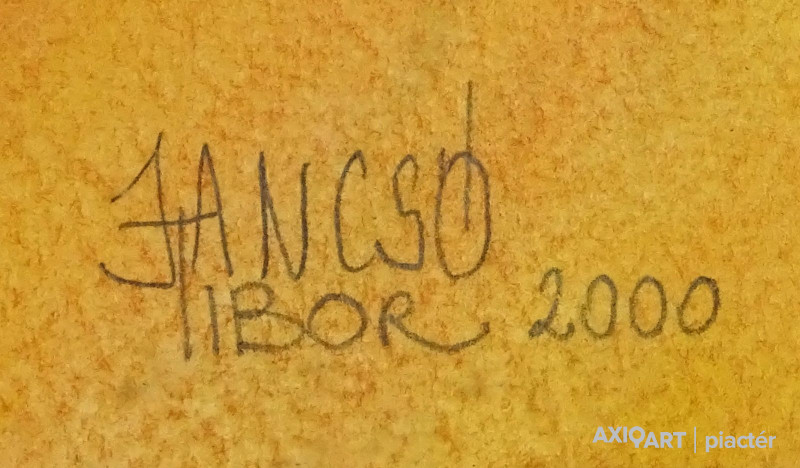 JANCSÓ
TIBOR 2000
AXIOART | piactér